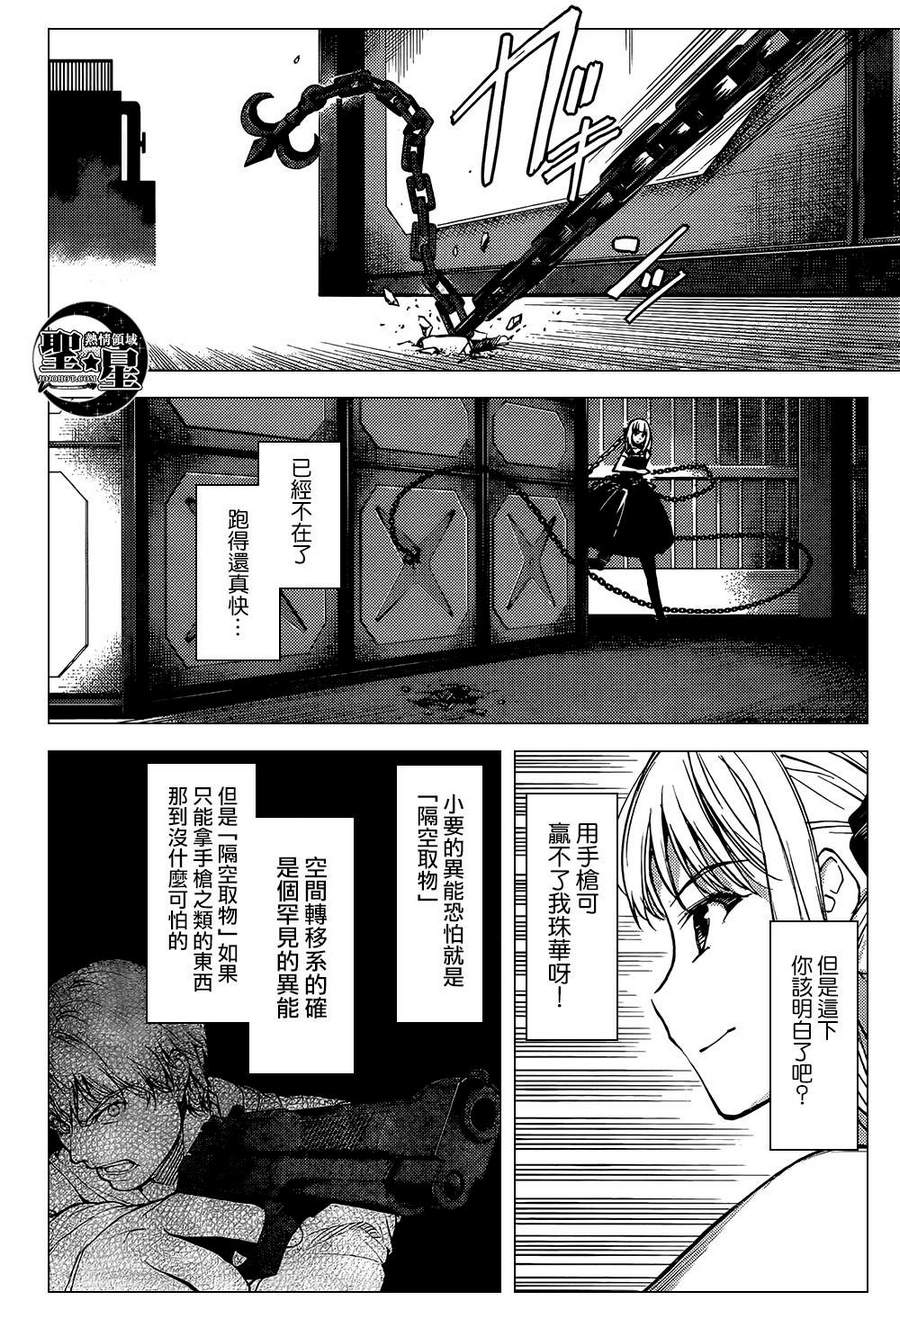 ガ
キ
聖★星
熱情領域
JOJOHOT.COM
已經不在了
跑得還真快…
但是這下
你該明白了吧?
用手槍可
贏不了我珠華呀!
小要的異能恐怕就是
「隔空取物」
空間轉移系的確
是個罕見的異能
但是「隔空取物」如果
只能拿手槍之類的東西
那到沒什麼可怕的